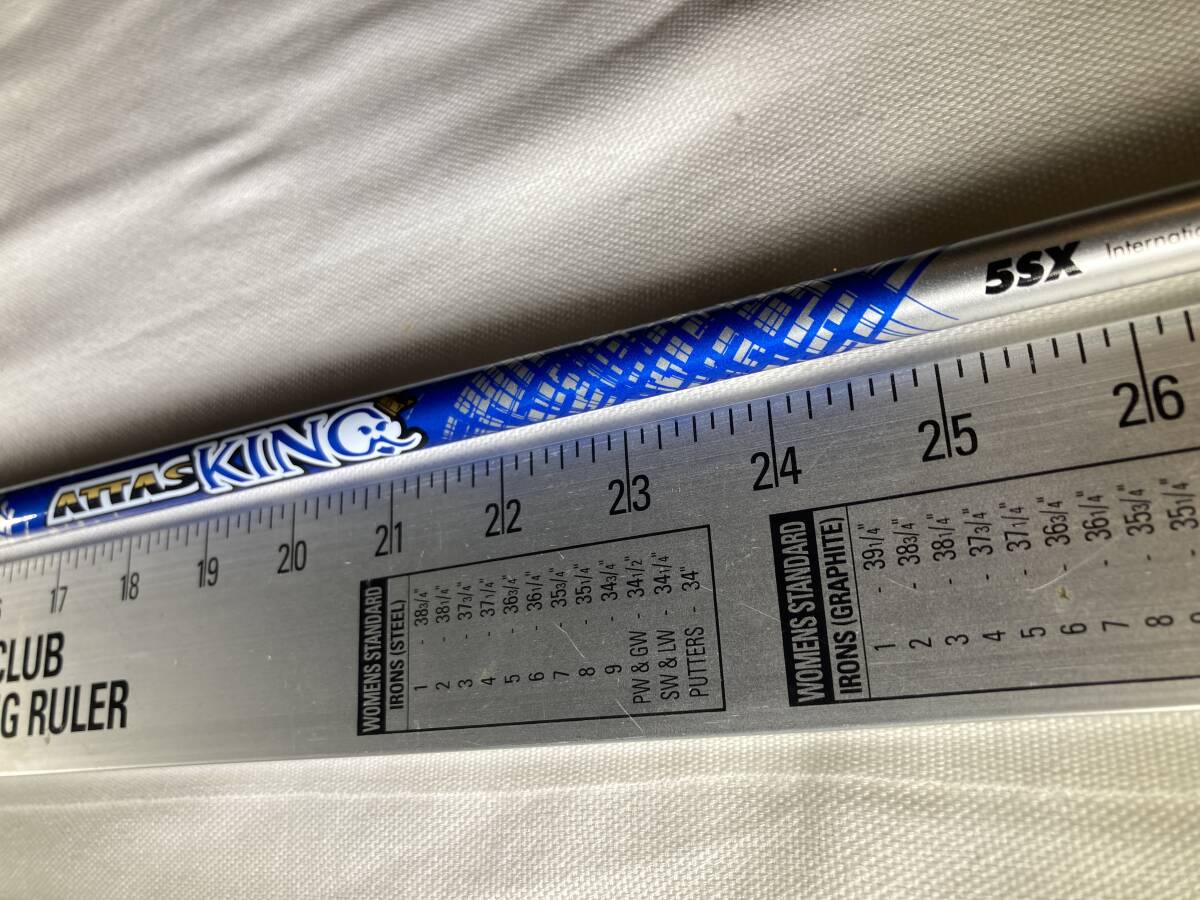 ATTAS KING
5SX Internatio
17 18 19 20 21 22 23 24 25 26
CLUB
G RULER
WOMENS STANDARD
IRONS (STEEL)
1 - 38 3/4"
2 - 38 1/4"
3 - 37 3/4"
4 - 37 1/4"
5 - 36 3/4"
6 - 36 1/4"
7 - 35 3/4"
8 - 35 1/4"
9 - 34 3/4"
PW & GW - 34 1/2"
SW & LW - 34 1/4"
PUTTERS - 34"
WOMENS STANDARD
IRONS (GRAPHITE)
1 - 39 1/4"
2 - 38 3/4"
3 - 38 1/4"
4 - 37 3/4"
5 - 37 1/4"
6 - 36 3/4"
7 - 36 1/4"
8 - 35 3/4"
35 1/4"